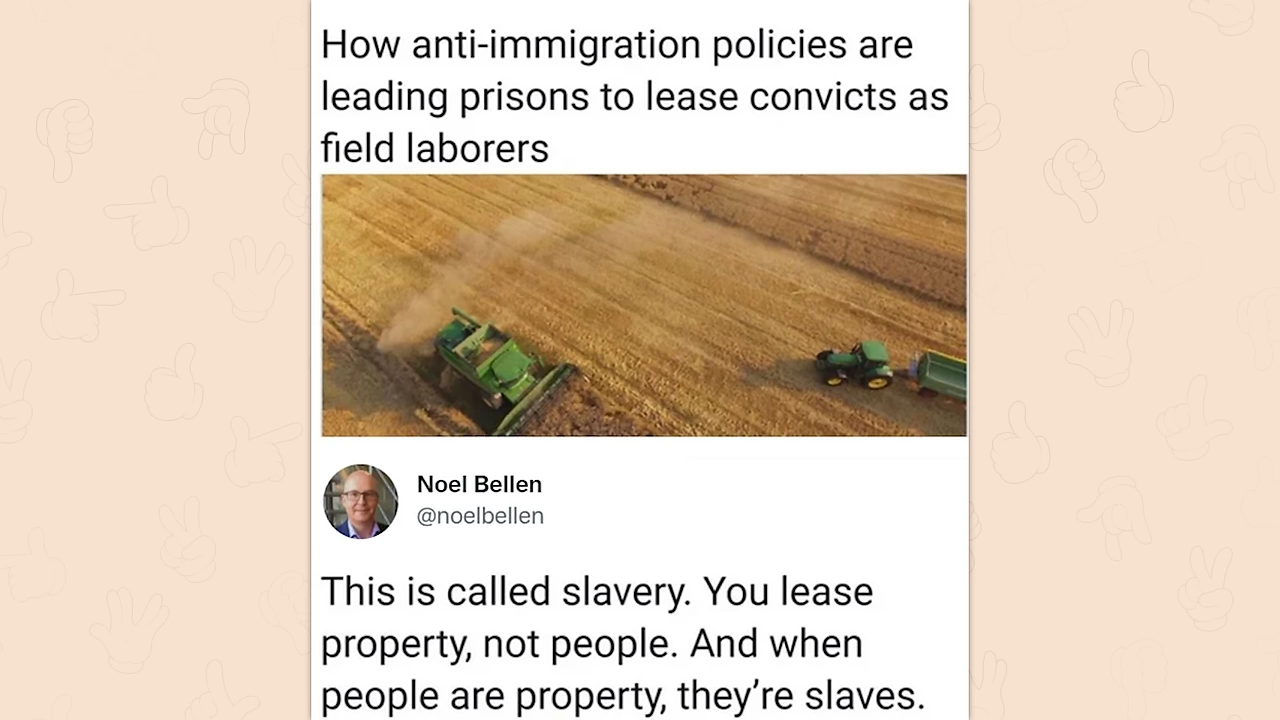 How anti-immigration policies are
leading prisons to lease convicts as
field laborers
Noel Bellen
@noelbellen
This is called slavery. You lease
property, not people. And when
people are property, they’re slaves.